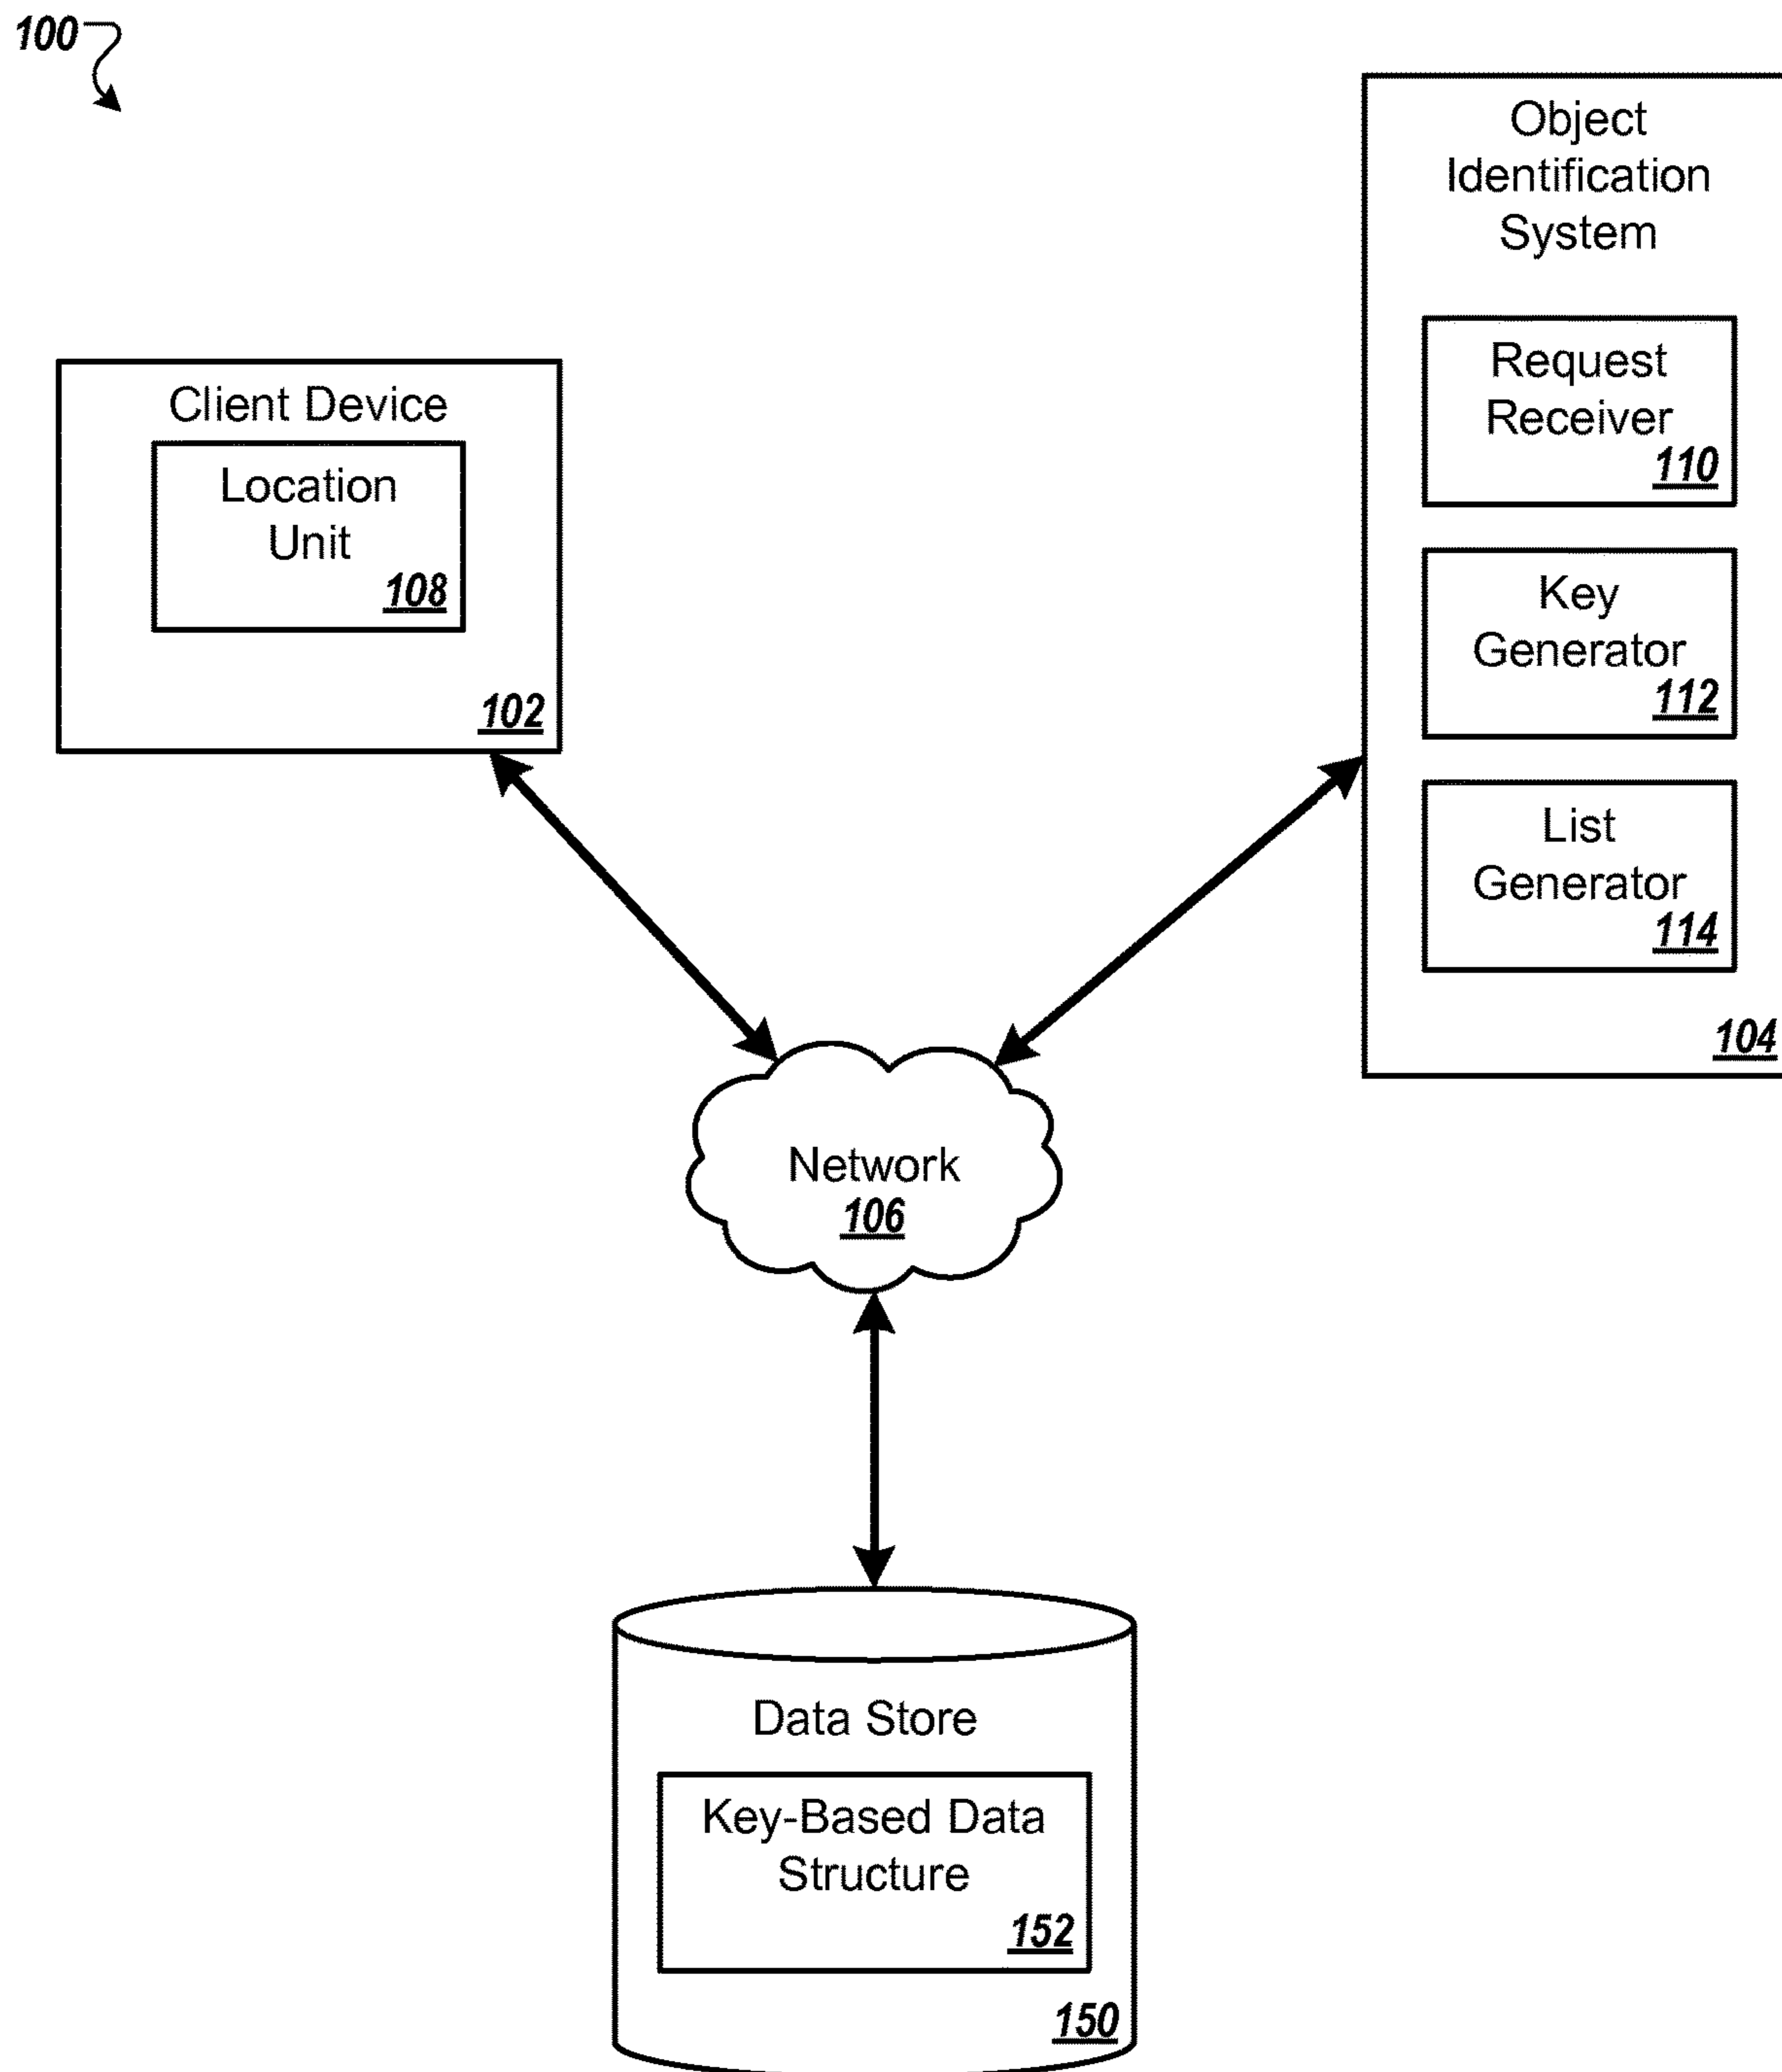 100
Object
Identification
System
Request
Receiver
110
Key
Generator
112
List
Generator
114
104
Client Device
Location
Unit
108
102
Network
106
Data Store
Key-Based Data
Structure
152
150